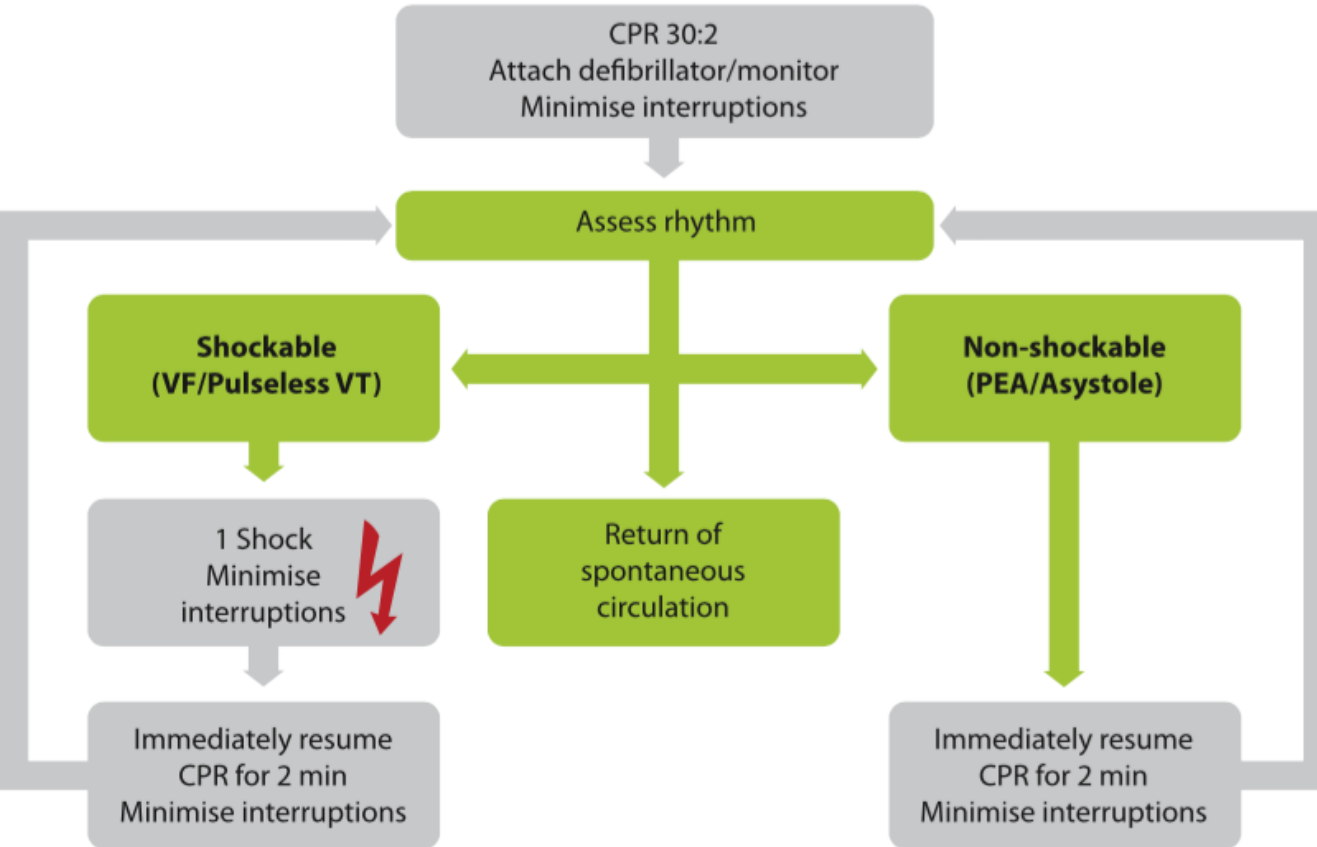 CPR 30:2
Attach defibrillator/monitor
Minimise interruptions
Assess rhythm
Shockable
(VF/Pulseless VT)
Non-shockable
(PEA/Asystole)
1 Shock
Minimise
interruptions
Return of
spontaneous
circulation
Immediately resume
CPR for 2 min
Minimise interruptions
Immediately resume
CPR for 2 min
Minimise interruptions